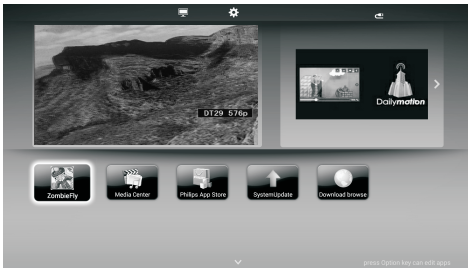 DT29 576p
Dailymotion
ZombieFly
Media Center
Philips App Store
SystemUpdate
Download browse
press Option key can edit apps